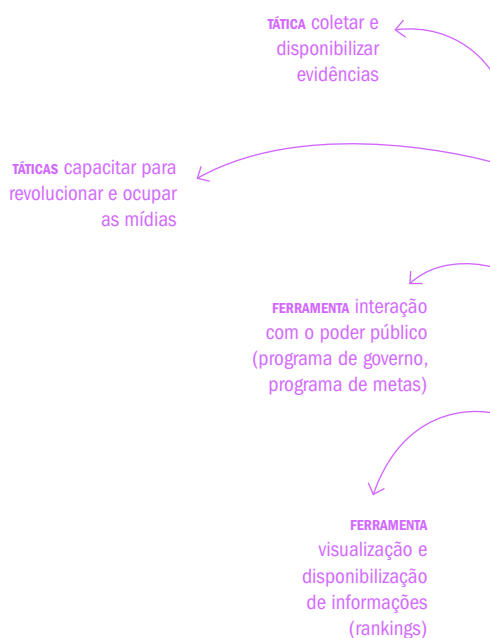 TÁTICA coletar e
disponibilizar
evidências
TÁTICAS capacitar para
revolucionar e ocupar
as mídias
FERRAMENTA interação
com o poder público
(programa de governo,
programa de metas)
FERRAMENTA
visualização e
disponibilização
de informações
(rankings)